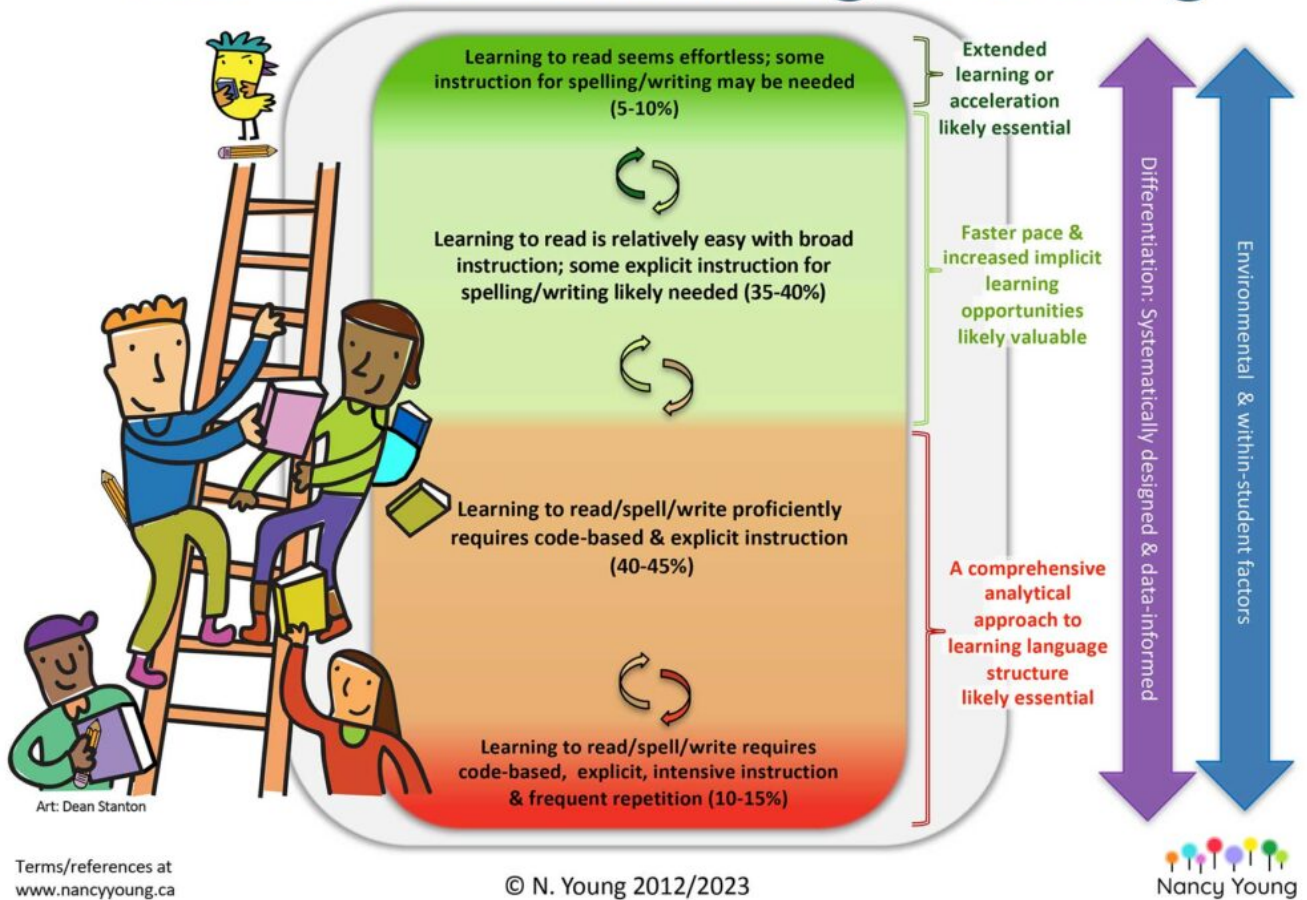 Learning to read seems effortless; some
instruction for spelling/writing may be needed
(5-10%)
Extended
learning or
acceleration
likely essential
Learning to read is relatively easy with broad
instruction; some explicit instruction for
spelling/writing likely needed (35-40%)
Faster pace &
increased implicit
learning
opportunities
likely valuable
Learning to read/spell/write proficiently
requires code-based & explicit instruction
(40-45%)
A comprehensive
analytical
approach to
learning language
structure
likely essential
Learning to read/spell/write requires
code-based, explicit, intensive instruction
& frequent repetition (10-15%)
Differentiation: Systematically designed & data-informed
Environmental & within-student factors
Art: Dean Stanton
Terms/references at
www.nancyyoung.ca
© N. Young 2012/2023
Nancy Young